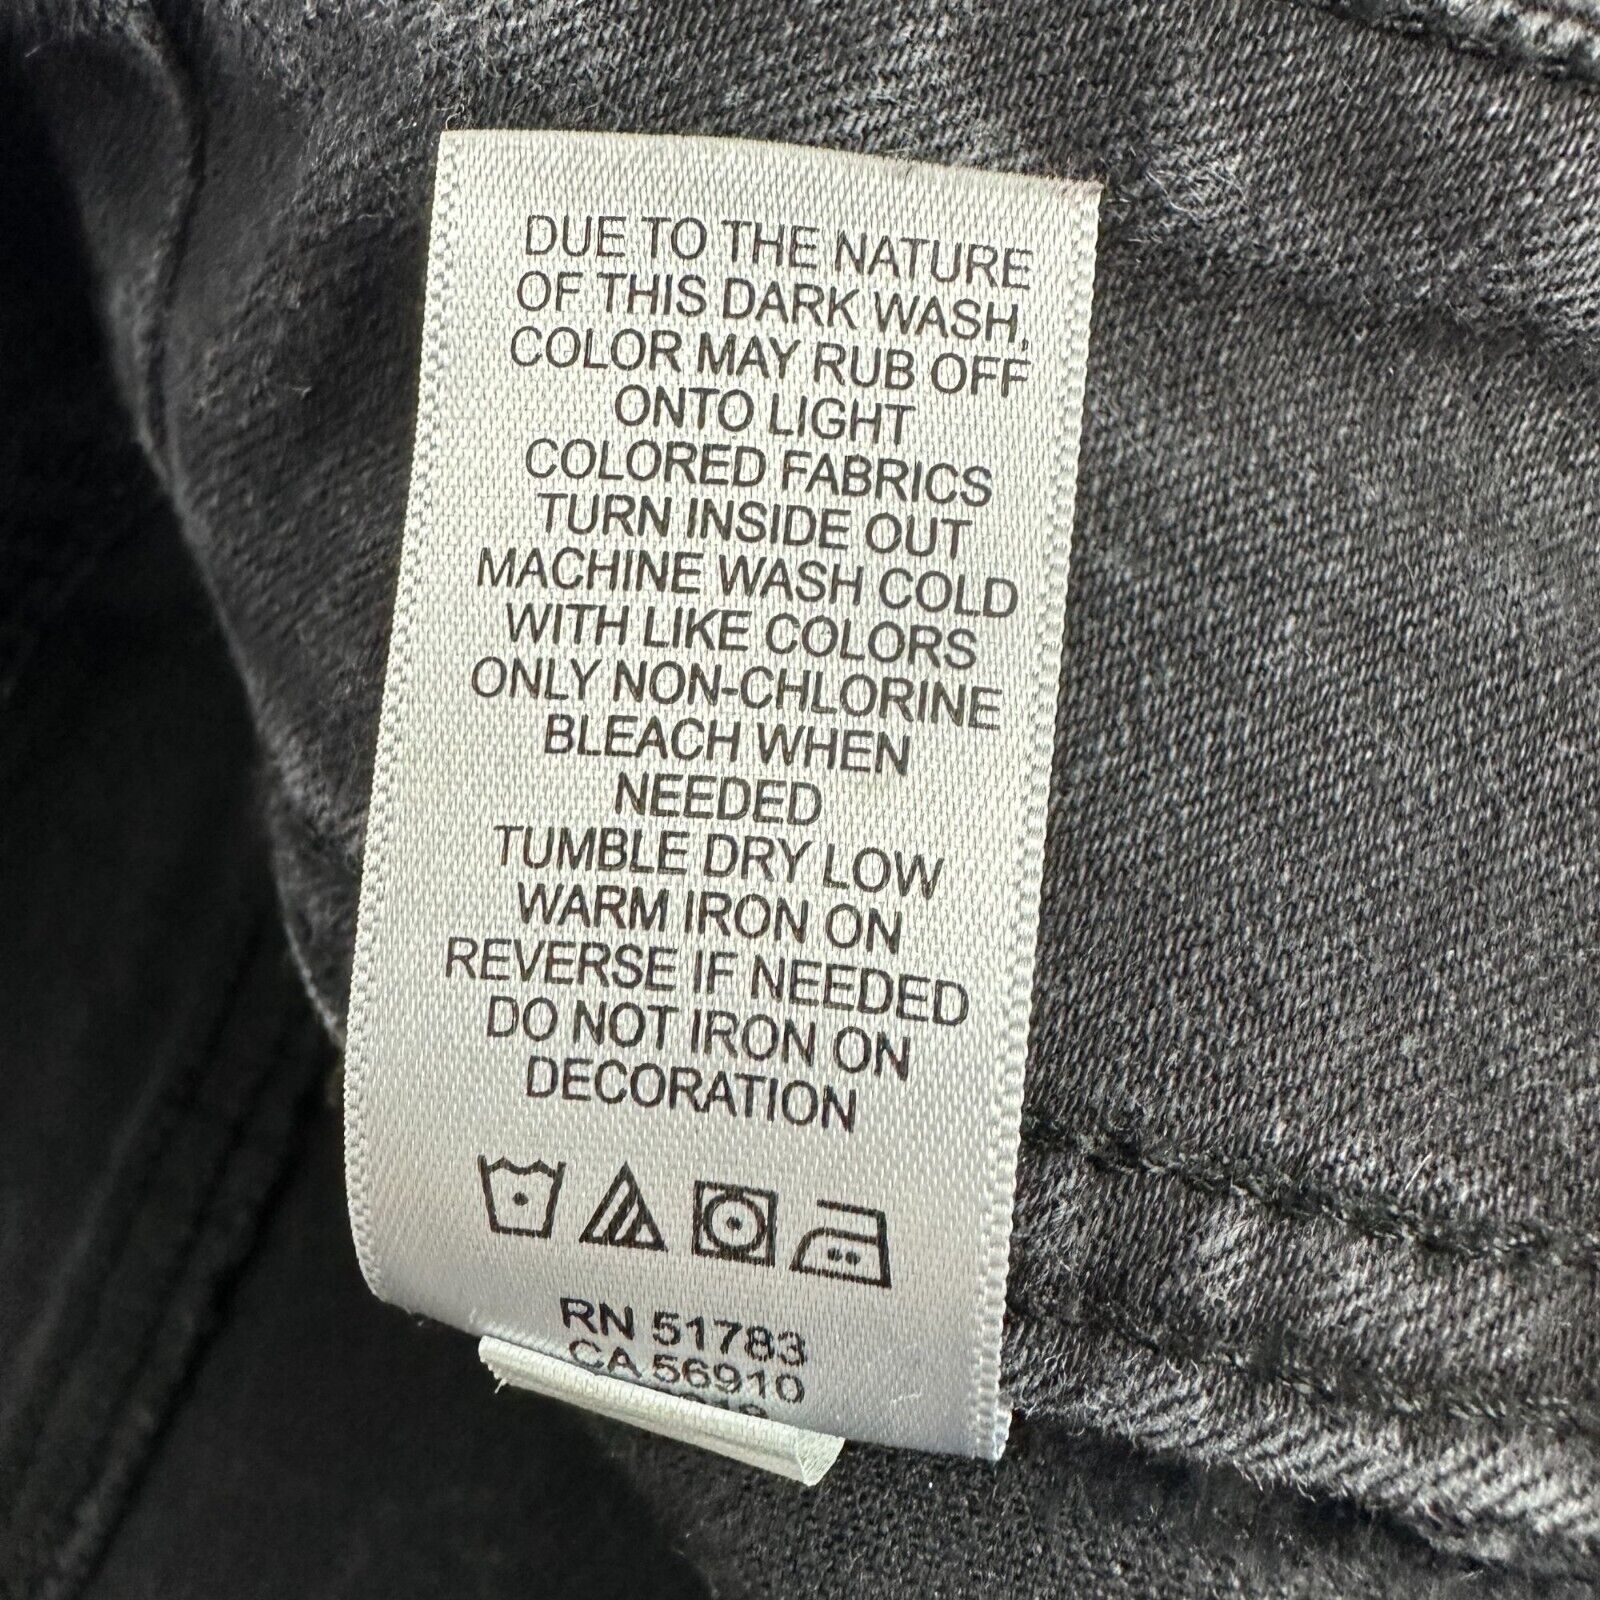 DUE TO THE NATURE
OF THIS DARK WASH,
COLOR MAY RUB OFF
ONTO LIGHT
COLORED FABRICS
TURN INSIDE OUT
MACHINE WASH COLD
WITH LIKE COLORS
ONLY NON-CHLORINE
BLEACH WHEN
NEEDED
TUMBLE DRY LOW
WARM IRON ON
REVERSE IF NEEDED
DO NOT IRON ON
DECORATION
RN 51783
CA 56910